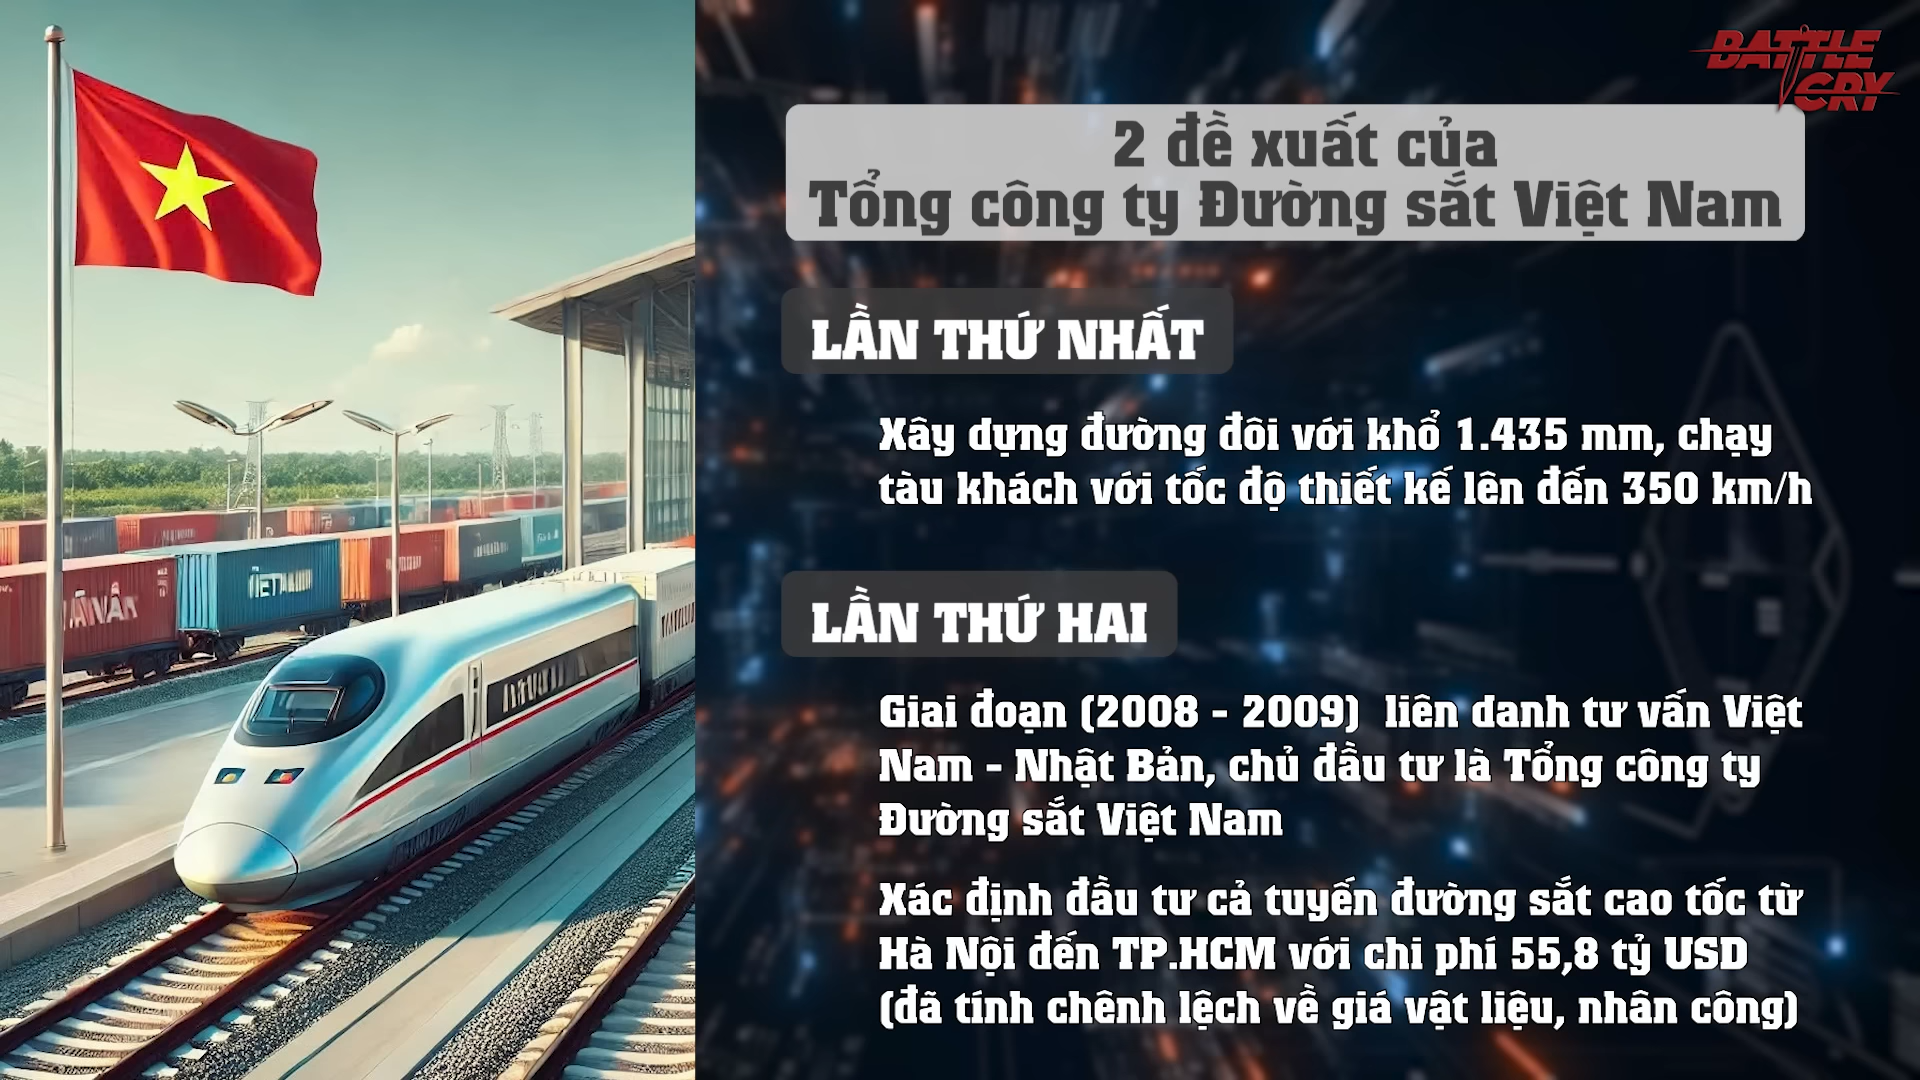 BATTLE
CRY
2 đề xuất của
Tổng công ty Đường sắt Việt Nam
LẦN THỨ NHẤT
Xây dựng đường đôi với khổ 1.435 mm, chạy
tàu khách với tốc độ thiết kế lên đến 350 km/h
LẦN THỨ HAI
Giai đoạn (2008 - 2009) liên danh tư vấn Việt
Nam - Nhật Bản, chủ đầu tư là Tổng công ty
Đường sắt Việt Nam
Xác định đầu tư cả tuyến đường sắt cao tốc từ
Hà Nội đến TP.HCM với chi phí 55,8 tỷ USD
(đã tính chênh lệch về giá vật liệu, nhân công)